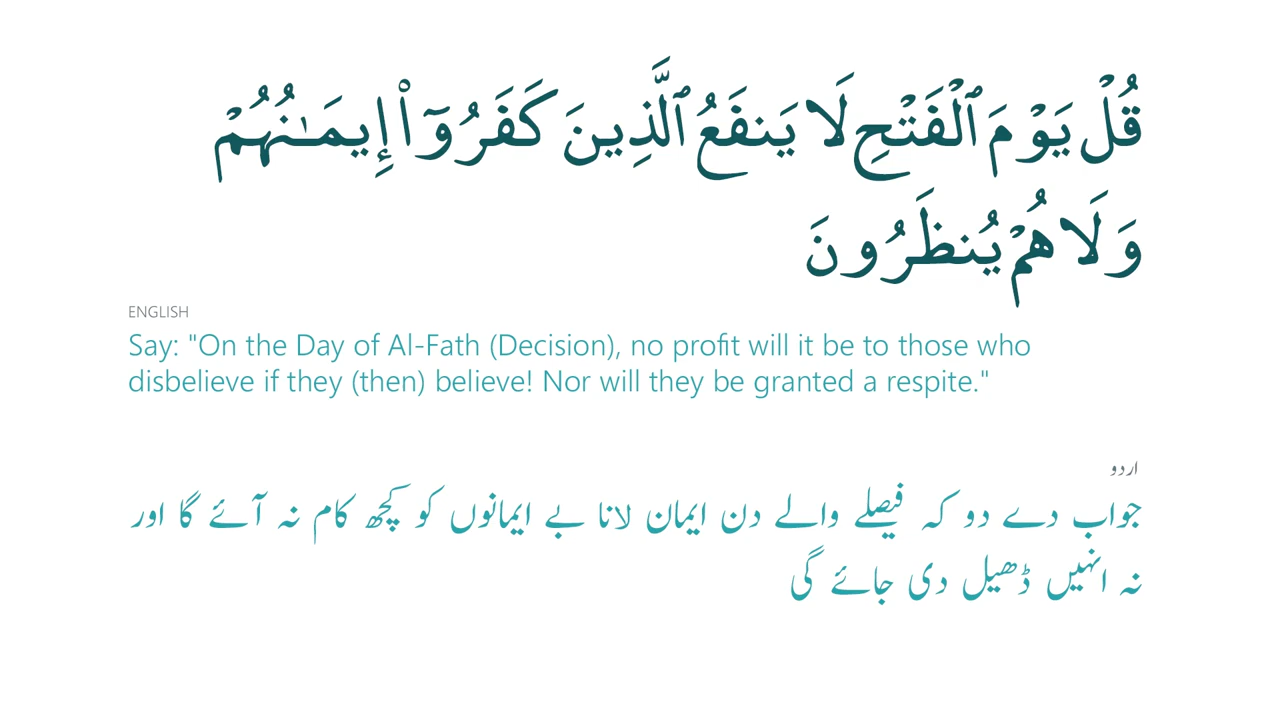 قُلْ يَوْمَ ٱلْفَتْحِ لَا يَنفَعُ ٱلَّذِينَ كَفَرُوٓا۟ إِيمَـٰنُهُمْ
وَلَا هُمْ يُنظَرُونَ
ENGLISH
Say: "On the Day of Al-Fath (Decision), no profit will it be to those who
disbelieve if they (then) believe! Nor will they be granted a respite."
اردو
جواب دے دو کہ فیصلے والے دن ایمان لانا بے ایمانوں کو کچھ کام نہ آئے گا اور
نہ انہیں ڈھیل دی جائے گی